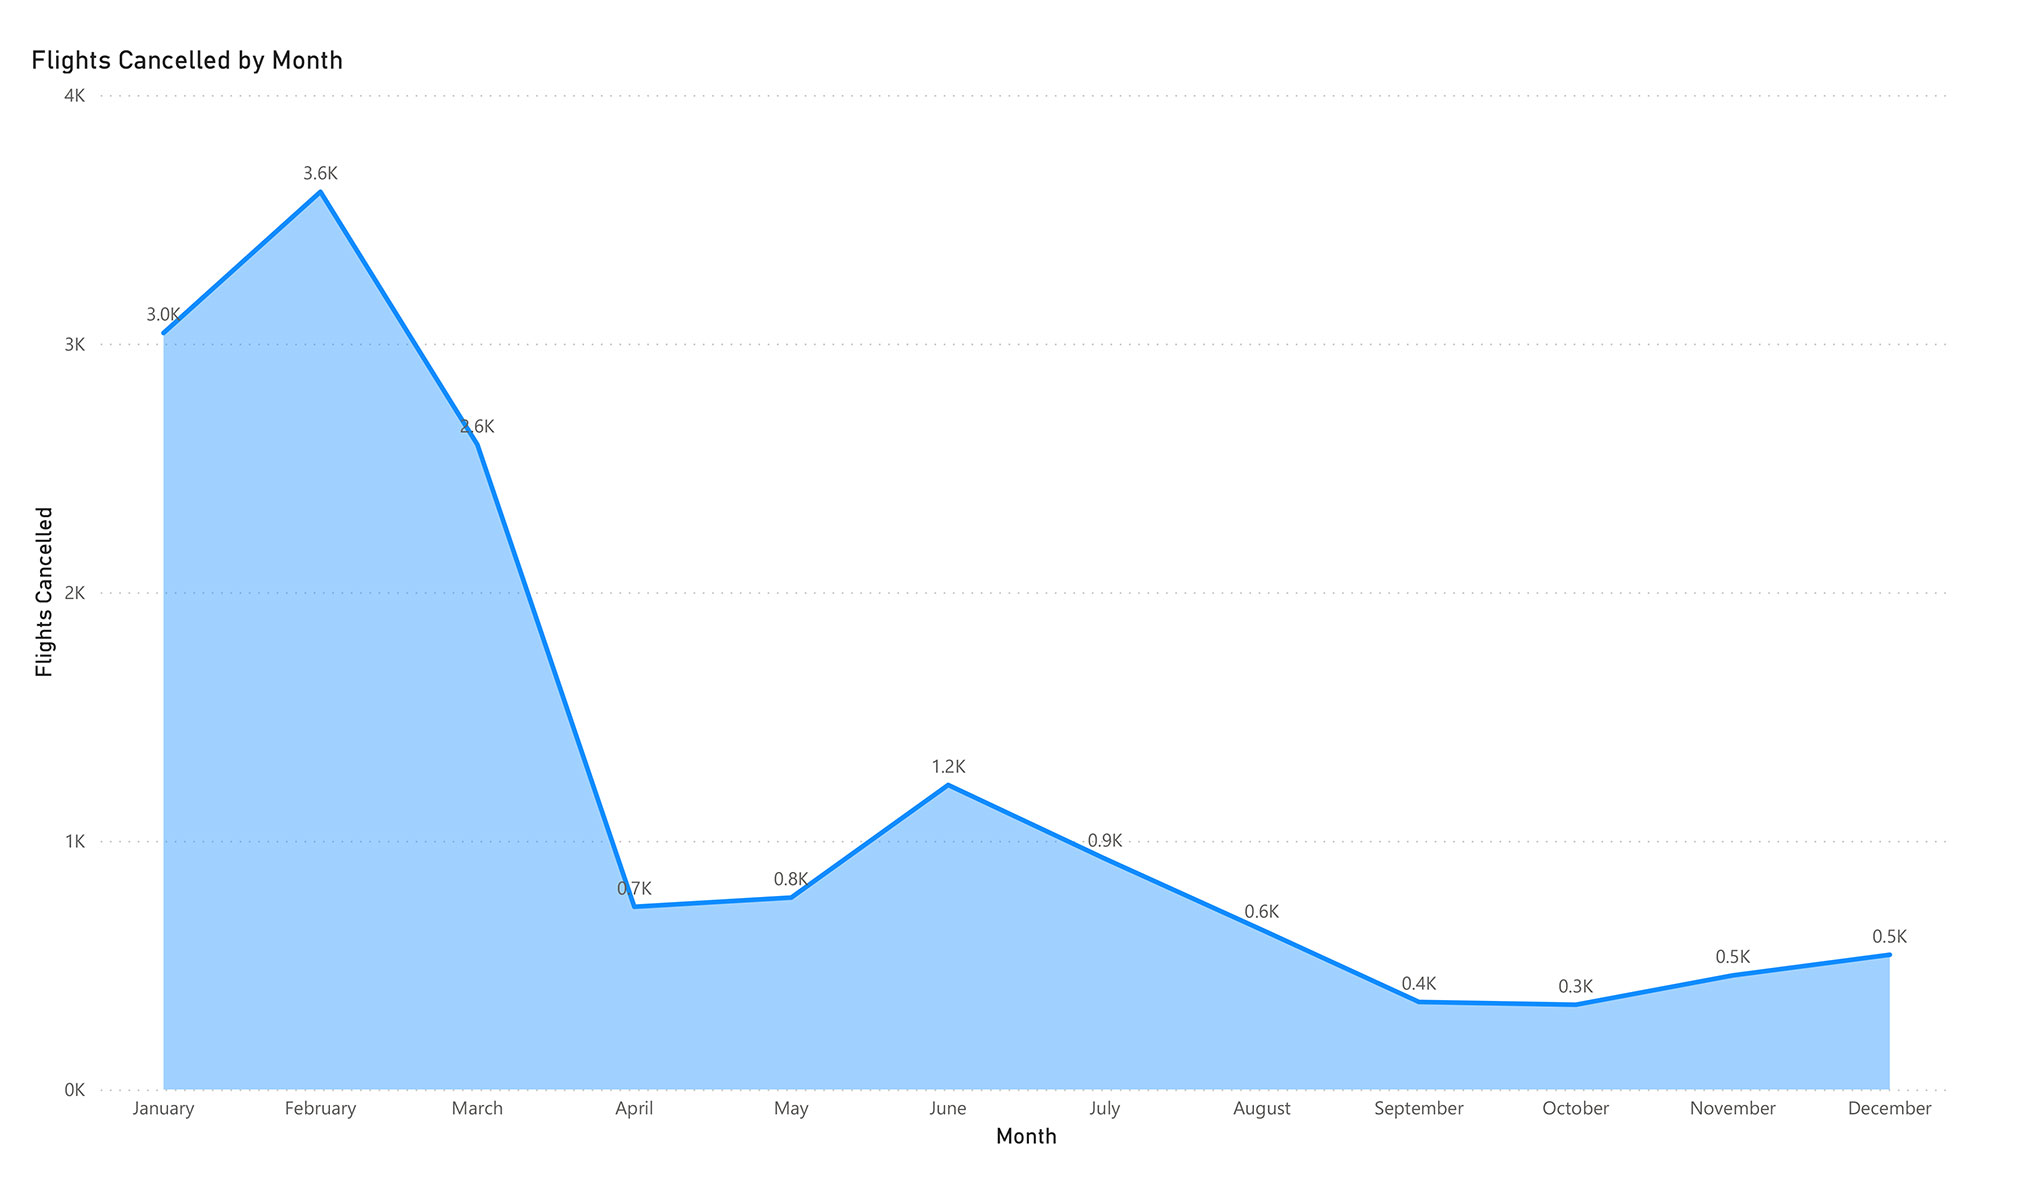 Flights Cancelled by Month
4K
3K
2K
1K
0K
Flights Cancelled
3.0K
3.6K
2.6K
0.7K
0.8K
1.2K
0.9K
0.6K
0.4K
0.3K
0.5K
0.5K
January February March April May June July August September October November December
Month